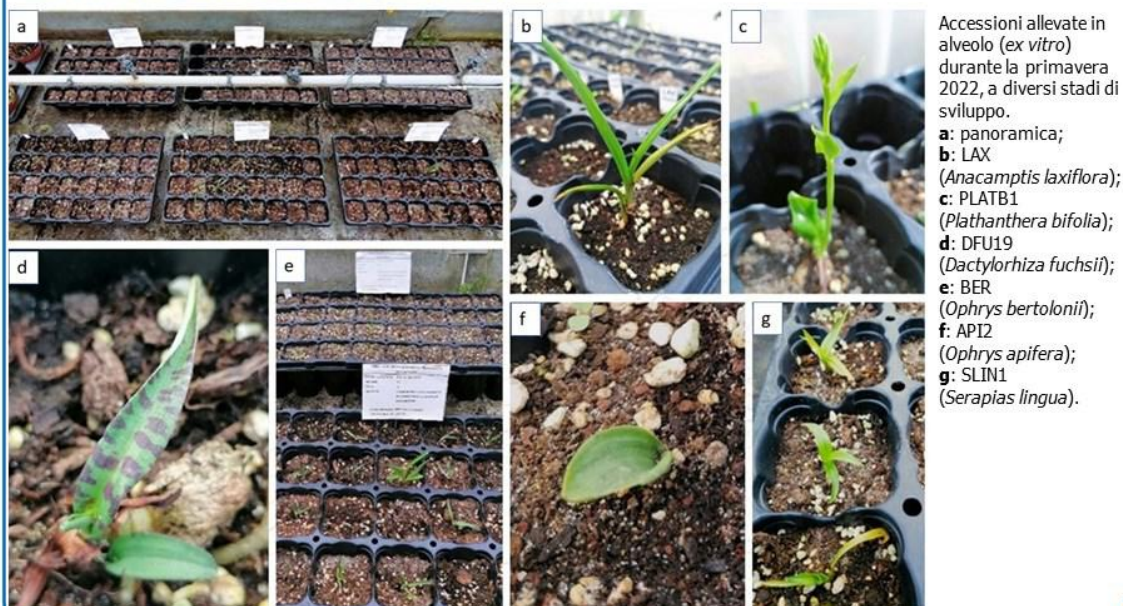 a
b
c
d
e
f
g
Accessioni allevate in
alveolo (ex vitro)
durante la primavera
2022, a diversi stadi di
sviluppo.
a: panoramica;
b: LAX
(Anacamptis laxiflora);
c: PLATB1
(Plathanthera bifolia);
d: DFU19
(Dactylorhiza fuchsii);
e: BER
(Ophrys bertolonii);
f: API2
(Ophrys apifera);
g: SLIN1
(Serapias lingua).